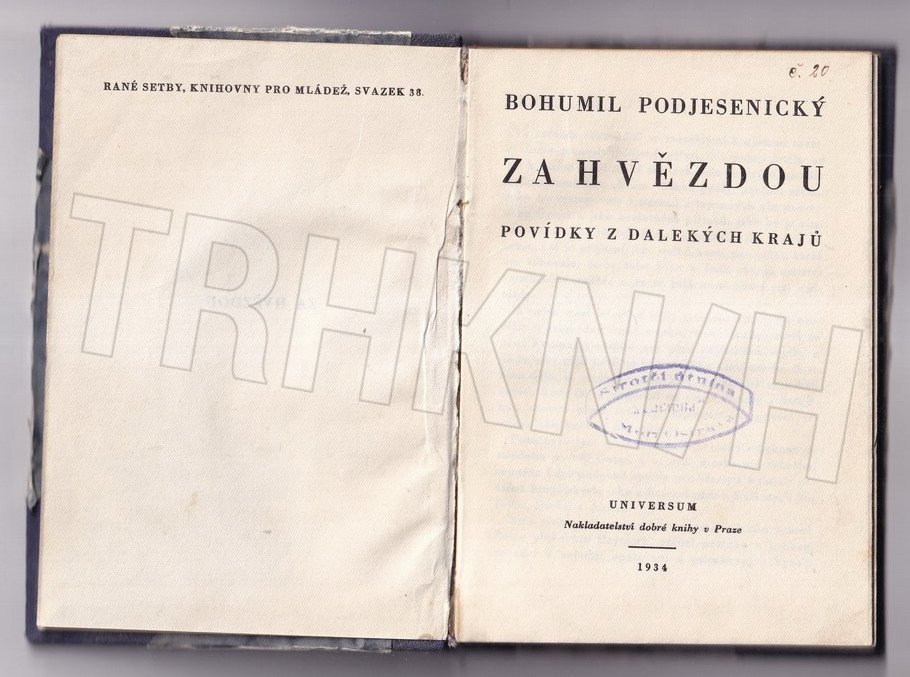 RANÉ SETBY, KNIHOVNY PRO MLÁDEŽ, SVAZEK 38.
č. 20
BOHUMIL PODJESENICKÝ
ZA HVĚZDOU
POVÍDKY Z DALEKÝCH KRAJŮ
TRHKNIH
UNIVERSUM
Nakladatelství dobré knihy v Praze
1934